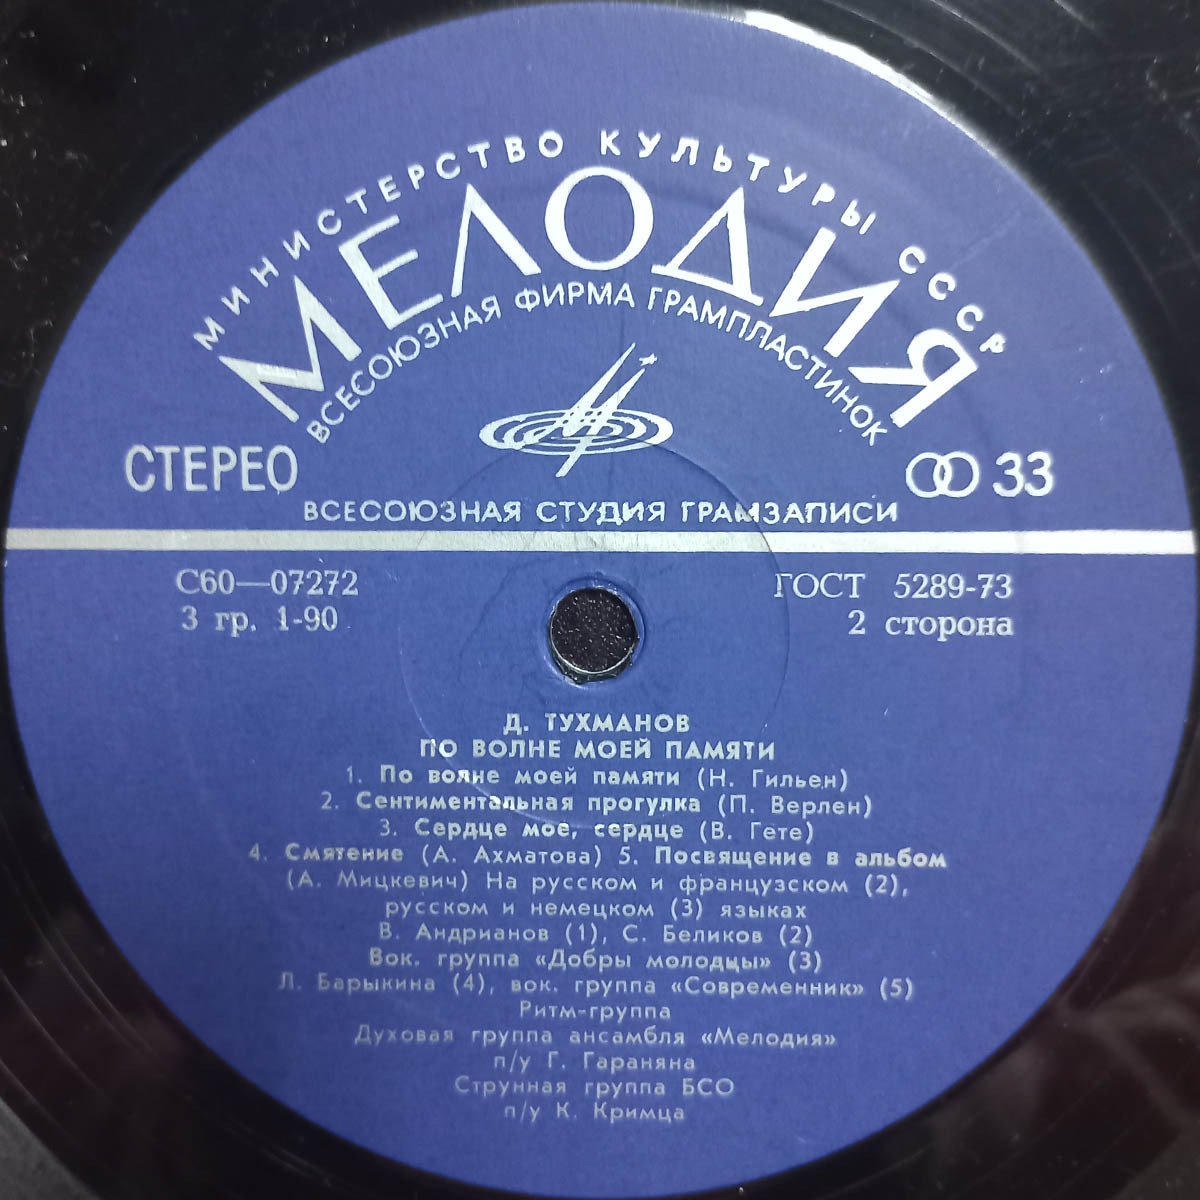 МИНИСТЕРСТВО КУЛЬТУРЫ СССР
МЕЛОДИЯ
ВСЕСОЮЗНАЯ ФИРМА ГРАМПЛАСТИНОК
СТЕРЕО
33
ВСЕСОЮЗНАЯ СТУДИЯ ГРАМЗАПИСИ
С60—07272
ГОСТ 5289-73
3 гр. 1-90
2 сторона
Д. ТУХМАНОВ
ПО ВОЛНЕ МОЕЙ ПАМЯТИ
1. По волне моей памяти (Н. Гильен)
2. Сентиментальная прогулка (П. Верлен)
3. Сердце мое, сердце (В. Гете)
4. Смятение (А. Ахматова) 5. Посвящение в альбом
(А. Мицкевич) На русском и французском (2),
русском и немецком (3) языках
В. Андрианов (1), С. Беликов (2)
Вок. группа «Добры молодцы» (3)
Л. Барыкина (4), вок. группа «Современник» (5)
Ритм-группа
Духовая группа ансамбля «Мелодия»
п/у Г. Гараняна
Струнная группа БСО
п/у К. Кримца